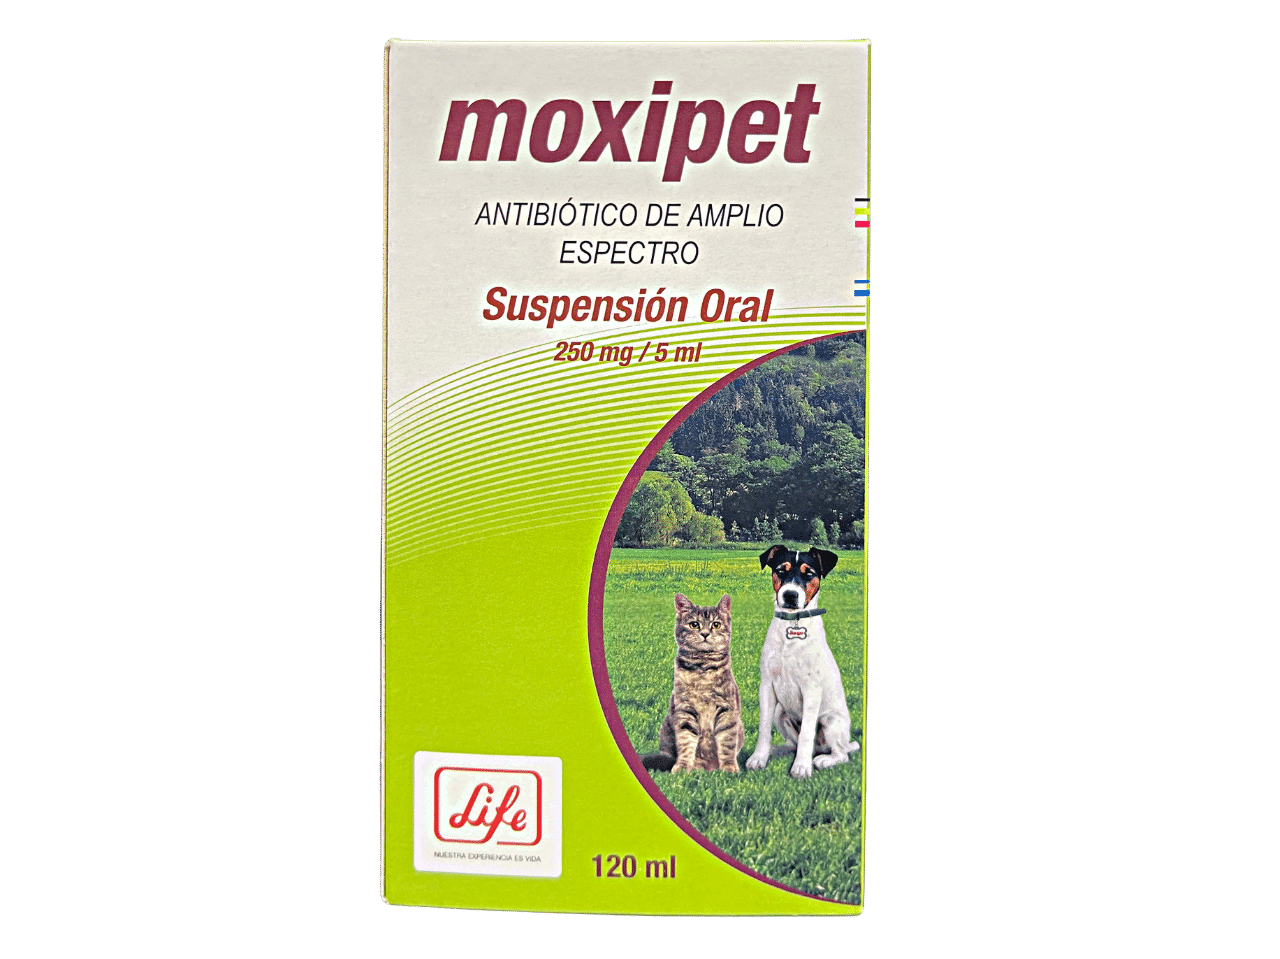 moxipet
ANTIBIÓTICO DE AMPLIO
ESPECTRO
Suspensión Oral
250 mg / 5 ml
Life
NUESTRA EXPERIENCIA ES VIDA
120 ml